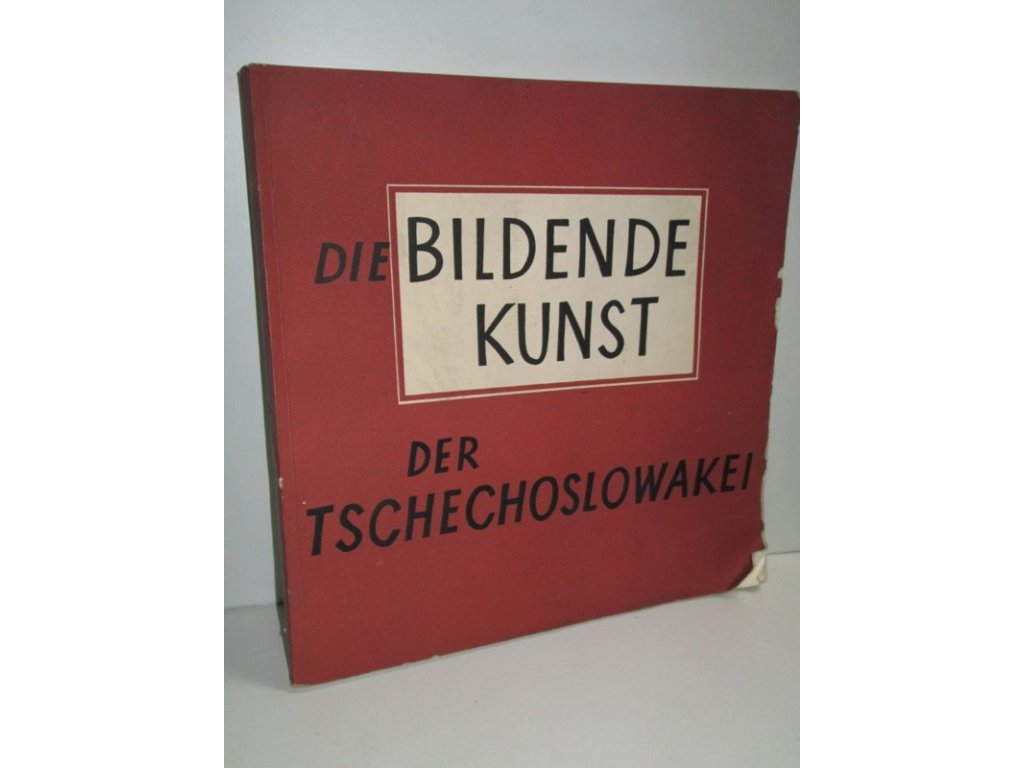 DIE BILDENDE
KUNST
DER
TSCHECHOSLOWAKEI